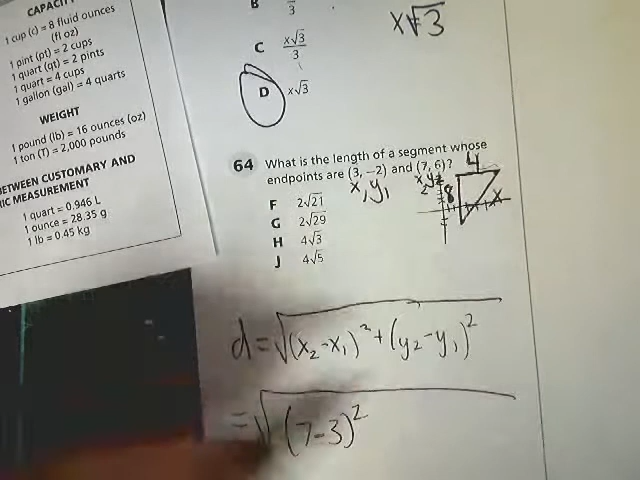 CAPACITY
1 cup (c) = 8 fluid ounces
(fl oz)
1 pint (pt) = 2 cups
1 quart (qt) = 2 pints
1 quart = 4 cups
1 gallon (gal) = 4 quarts
WEIGHT
1 pound (lb) = 16 ounces (oz)
1 ton (T) = 2,000 pounds
BETWEEN CUSTOMARY AND
METRIC MEASUREMENT
1 quart = 0.946 L
1 ounce = 28.35 g
1 lb = 0.45 kg
B 3
x√3
C x√3/3
D x√3
64 What is the length of a segment whose
endpoints are (3, −2) and (7, 6)?
x₁ y₁ x₂ y₂
4
8
x
F 2√21
G 2√29
H 4√3
J 4√5
d = √(x₂-x₁)² + (y₂-y₁)²
= √(7-3)²